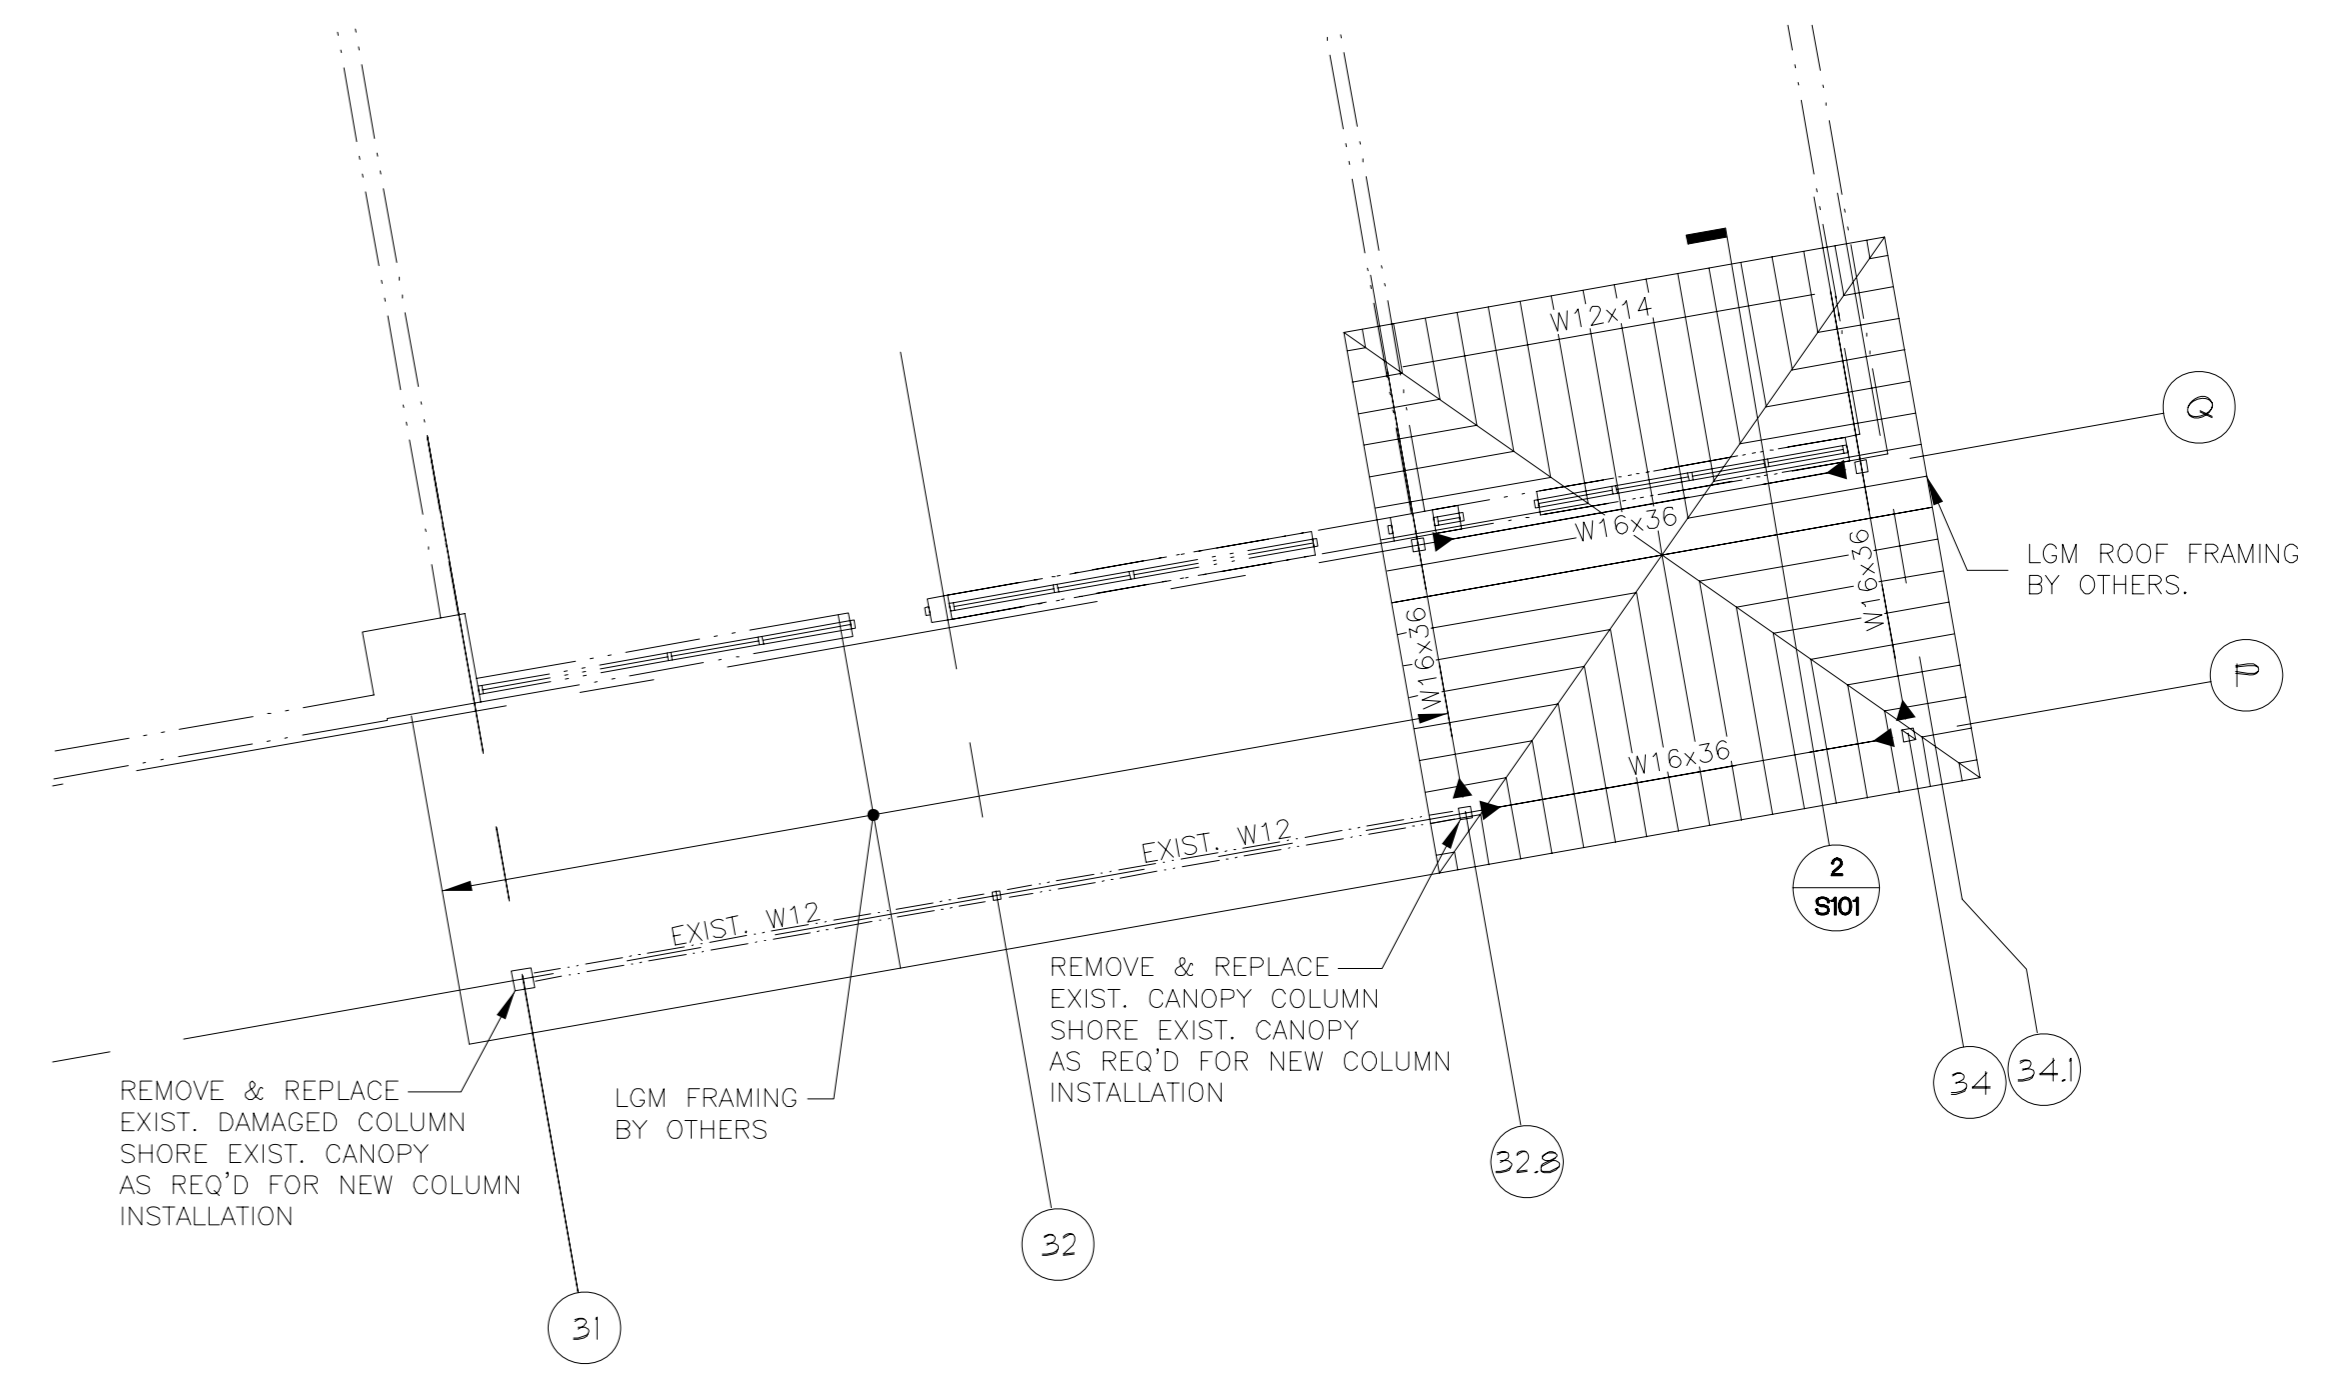 W12x14
Q
W16x36
W16x36
LGM ROOF FRAMING
BY OTHERS.
W16x36
P
W16x36
EXIST. W12
EXIST. W12
2
S101
REMOVE & REPLACE
EXIST. CANOPY COLUMN
SHORE EXIST. CANOPY
AS REQ'D FOR NEW COLUMN
INSTALLATION
REMOVE & REPLACE
EXIST. DAMAGED COLUMN
SHORE EXIST. CANOPY
AS REQ'D FOR NEW COLUMN
INSTALLATION
LGM FRAMING
BY OTHERS
34
34.1
32.8
32
31